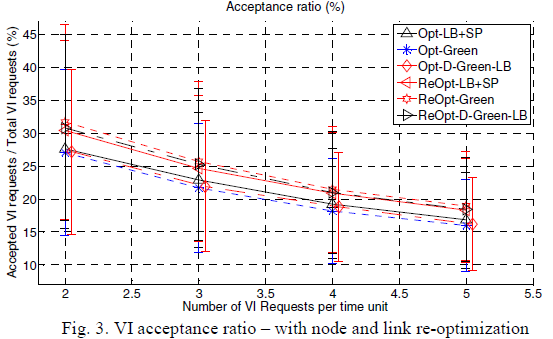 Acceptance ratio (%)
Accepted VI requests / Total VI requests (%)
45
40
35
30
25
20
15
10
2
2.5
3
3.5
4
4.5
5
5.5
Opt-LB+SP
Opt-Green
Opt-D-Green-LB
ReOpt-LB+SP
ReOpt-Green
ReOpt-D-Green-LB
Number of VI Requests per time unit
Fig. 3. VI acceptance ratio – with node and link re-optimization